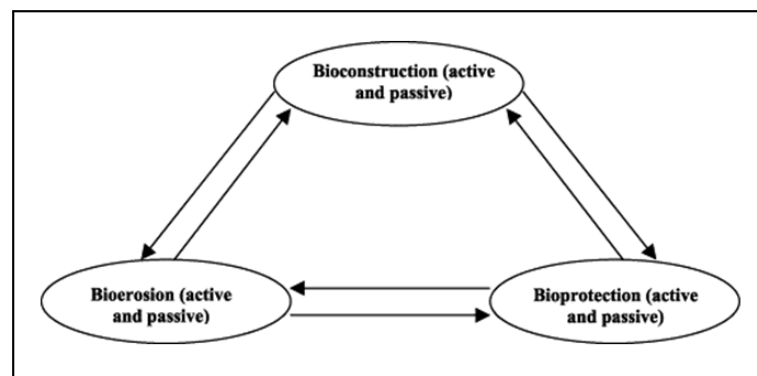 Bioconstruction (active
and passive)
Bioerosion (active
and passive)
Bioprotection (active
and passive)